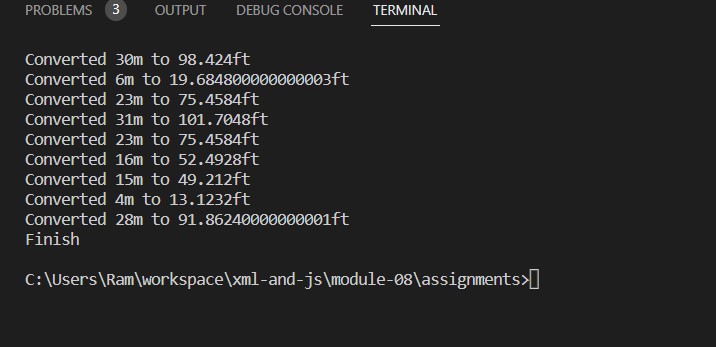 PROBLEMS 3 OUTPUT DEBUG CONSOLE TERMINAL
Converted 30m to 98.424ft
Converted 6m to 19.684800000000003ft
Converted 23m to 75.4584ft
Converted 31m to 101.7048ft
Converted 23m to 75.4584ft
Converted 16m to 52.4928ft
Converted 15m to 49.212ft
Converted 4m to 13.1232ft
Converted 28m to 91.86240000000001ft
Finish
C:\Users\Ram\workspace\xml-and-js\module-08\assignments>